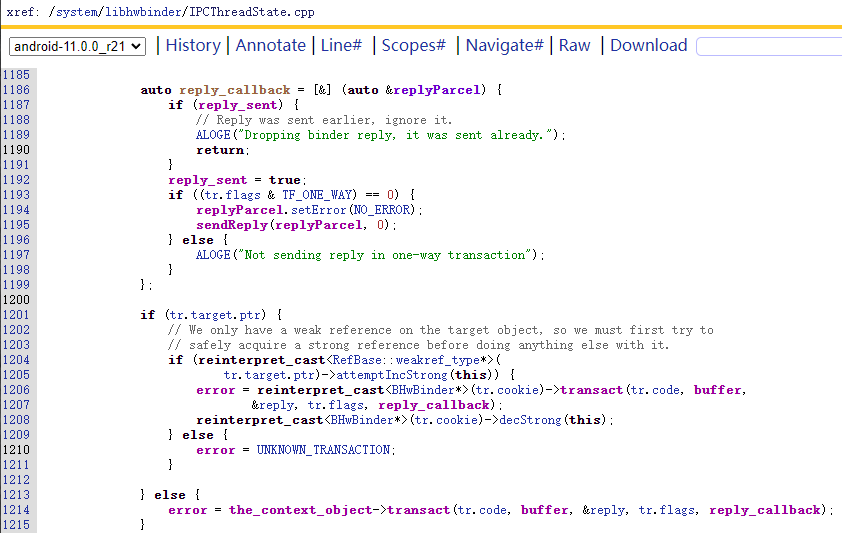 xref: /system/libhwbinder/IPCThreadState.cpp
android-11.0.0_r21 | History | Annotate | Line# | Scopes# | Navigate# | Raw | Download
1185
1186 auto reply_callback = [&] (auto &replyParcel) {
1187 if (reply_sent) {
1188 // Reply was sent earlier, ignore it.
1189 ALOGE("Dropping binder reply, it was sent already.");
1190 return;
1191 }
1192 reply_sent = true;
1193 if ((tr.flags & TF_ONE_WAY) == 0) {
1194 replyParcel.setError(NO_ERROR);
1195 sendReply(replyParcel, 0);
1196 } else {
1197 ALOGE("Not sending reply in one-way transaction");
1198 }
1199 };
1200
1201 if (tr.target.ptr) {
1202 // We only have a weak reference on the target object, so we must first try to
1203 // safely acquire a strong reference before doing anything else with it.
1204 if (reinterpret_cast<RefBase::weakref_type*>(
1205 tr.target.ptr)->attemptIncStrong(this)) {
1206 error = reinterpret_cast<BHwBinder*>(tr.cookie)->transact(tr.code, buffer,
1207 &reply, tr.flags, reply_callback);
1208 reinterpret_cast<BHwBinder*>(tr.cookie)->decStrong(this);
1209 } else {
1210 error = UNKNOWN_TRANSACTION;
1211 }
1212
1213 } else {
1214 error = the_context_object->transact(tr.code, buffer, &reply, tr.flags, reply_callback);
1215 }